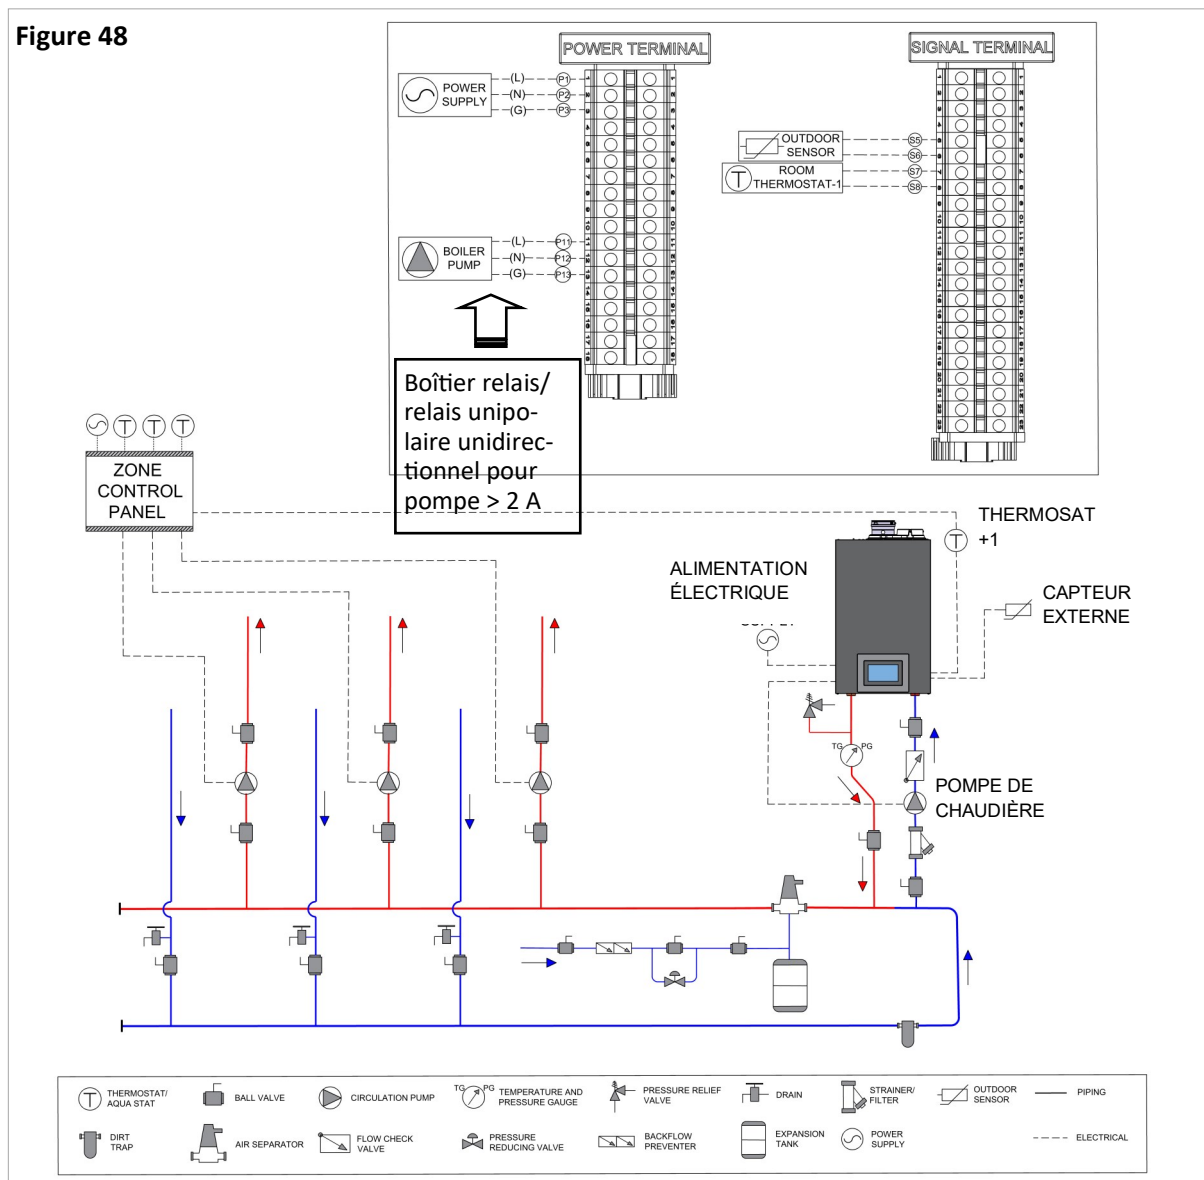 Figure 48
POWER TERMINAL
SIGNAL TERMINAL
POWER
SUPPLY
(L)
P1
(N)
P2
(G)
P3
OUTDOOR
SENSOR
S5
S6
ROOM
THERMOSTAT-1
S7
S8
BOILER
PUMP
(L)
P11
(N)
P12
(G)
P13
Boîtier relais/
relais unipo-
laire unidirec-
tionnel pour
pompe > 2 A
ZONE
CONTROL
PANEL
THERMOSAT
+1
ALIMENTATION
ÉLECTRIQUE
CAPTEUR
EXTERNE
TG
PG
POMPE DE
CHAUDIÈRE
THERMOSTAT/
AQUA STAT
BALL VALVE
CIRCULATION PUMP
TG
PG
TEMPERATURE AND
PRESSURE GAUGE
PRESSURE RELIEF
VALVE
DRAIN
STRAINER/
FILTER
OUTDOOR
SENSOR
PIPING
DIRT
TRAP
AIR SEPARATOR
FLOW CHECK
VALVE
PRESSURE
REDUCING VALVE
BACKFLOW
PREVENTER
EXPANSION
TANK
POWER
SUPPLY
ELECTRICAL